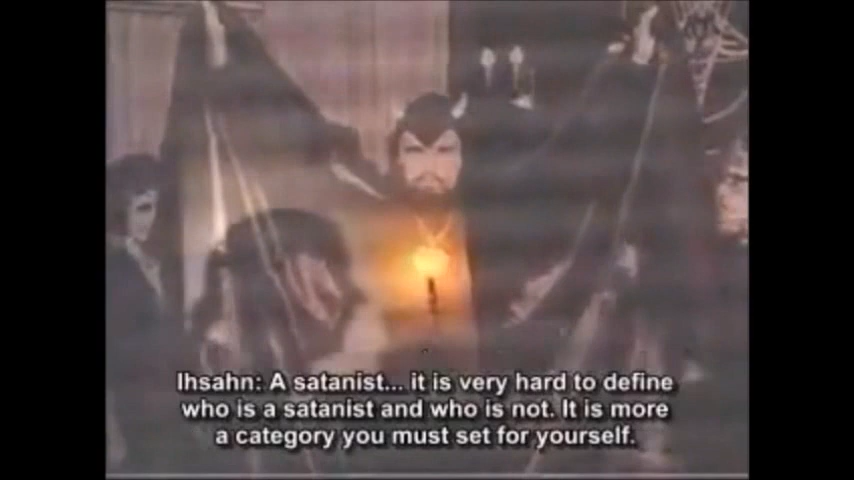 Ihsahn: A satanist... it is very hard to define
who is a satanist and who is not. It is more
a category you must set for yourself.